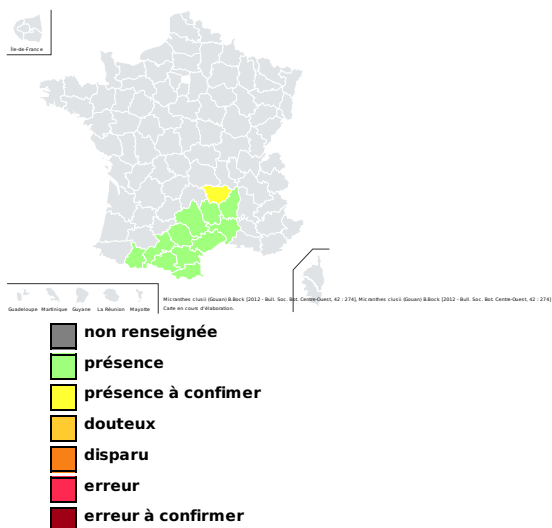 Île-de-France
Guadeloupe Martinique Guyane La Réunion Mayotte
Micranthes clusii (Gouan) B.Bock [2012 - Bull. Soc. Bot. Centre-Ouest, 42 : 274], Micranthes clusii (Gouan) B.Bock [2012 - Bull. Soc. Bot. Centre-Ouest, 42 : 274]
Carte en cours d'élaboration.
non renseignée
présence
présence à confimer
douteux
disparu
erreur
erreur à confirmer